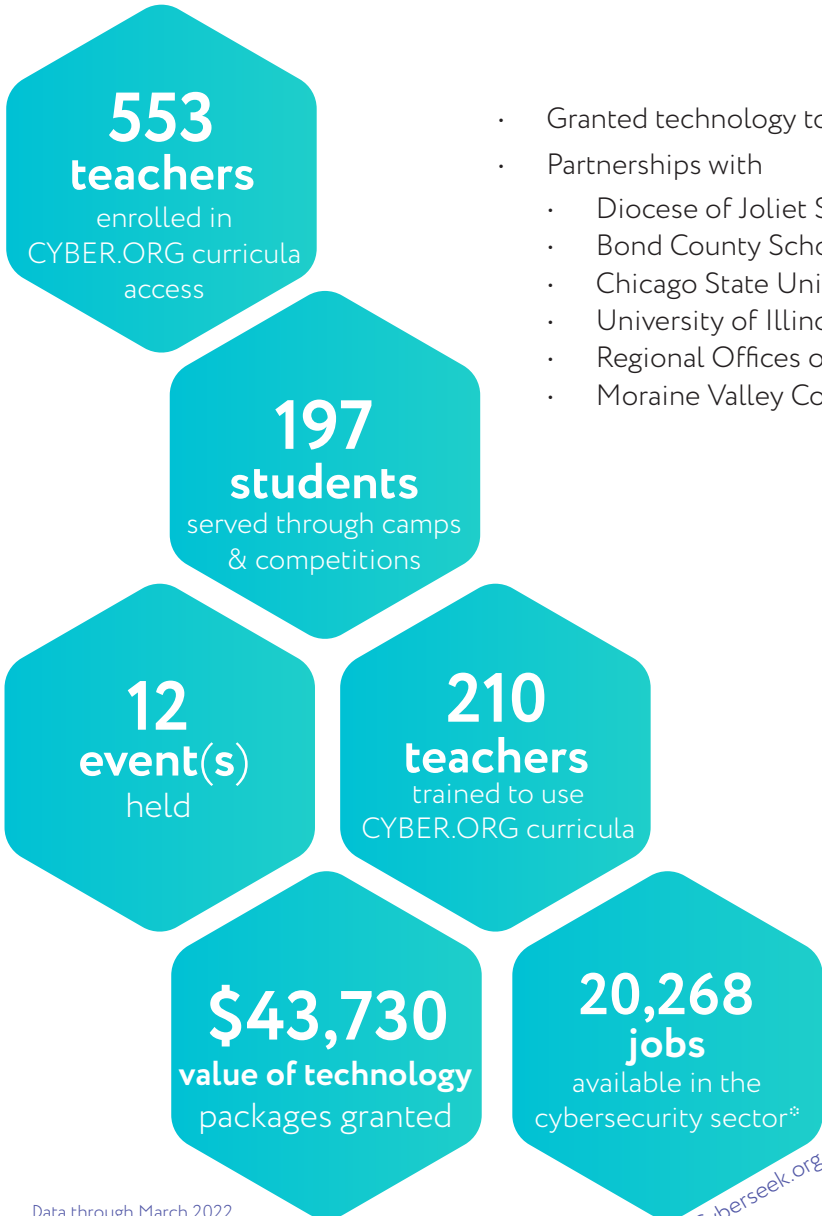 553
teachers
enrolled in
CYBER.ORG curricula
access
197
students
served through camps
& competitions
12
event(s)
held
210
teachers
trained to use
CYBER.ORG curricula
$43,730
value of technology
packages granted
20,268
jobs
available in the
cybersecurity sector*
• Granted technology to
• Partnerships with
• Diocese of Joliet
• Bond County
• Chicago State
• University of
• Regional Offices
• Moraine Valley
Data through March 2022